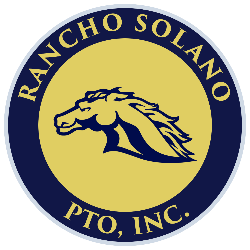 RANCHO SOLANO
PTO, INC.